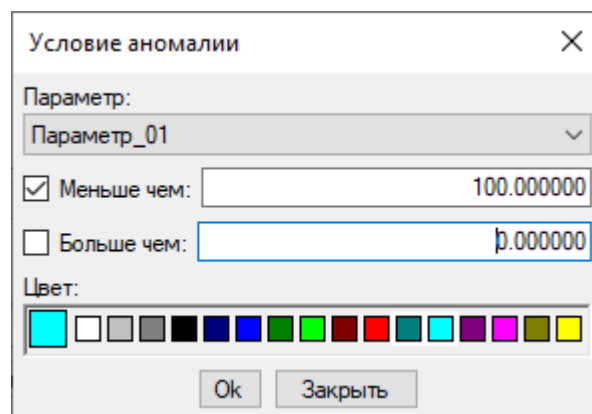 Условие аномалии
Параметр:
Параметр_01
Меньше чем: 100.000000
Больше чем: 0.000000
Цвет:
Ok Закрыть